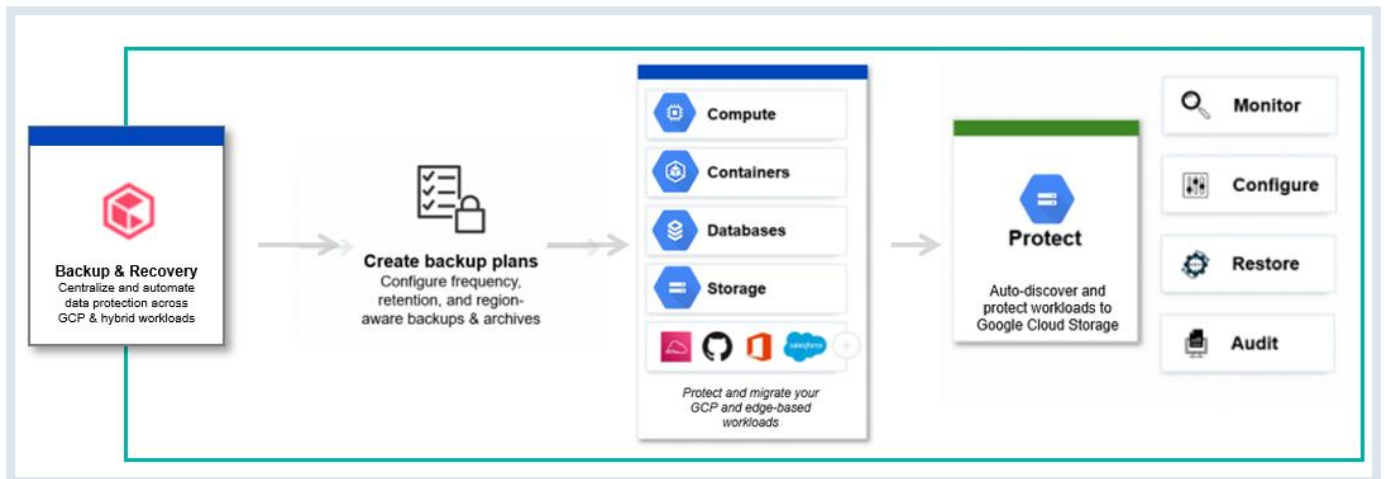 Backup & Recovery
Centralize and automate
data protection across
GCP & hybrid workloads
Create backup plans
Configure frequency,
retention, and region-
aware backups & archives
Compute
Containers
Databases
Storage
salesforce
Protect and migrate your
GCP and edge-based
workloads
Protect
Auto-discover and
protect workloads to
Google Cloud Storage
Monitor
Configure
Restore
Audit